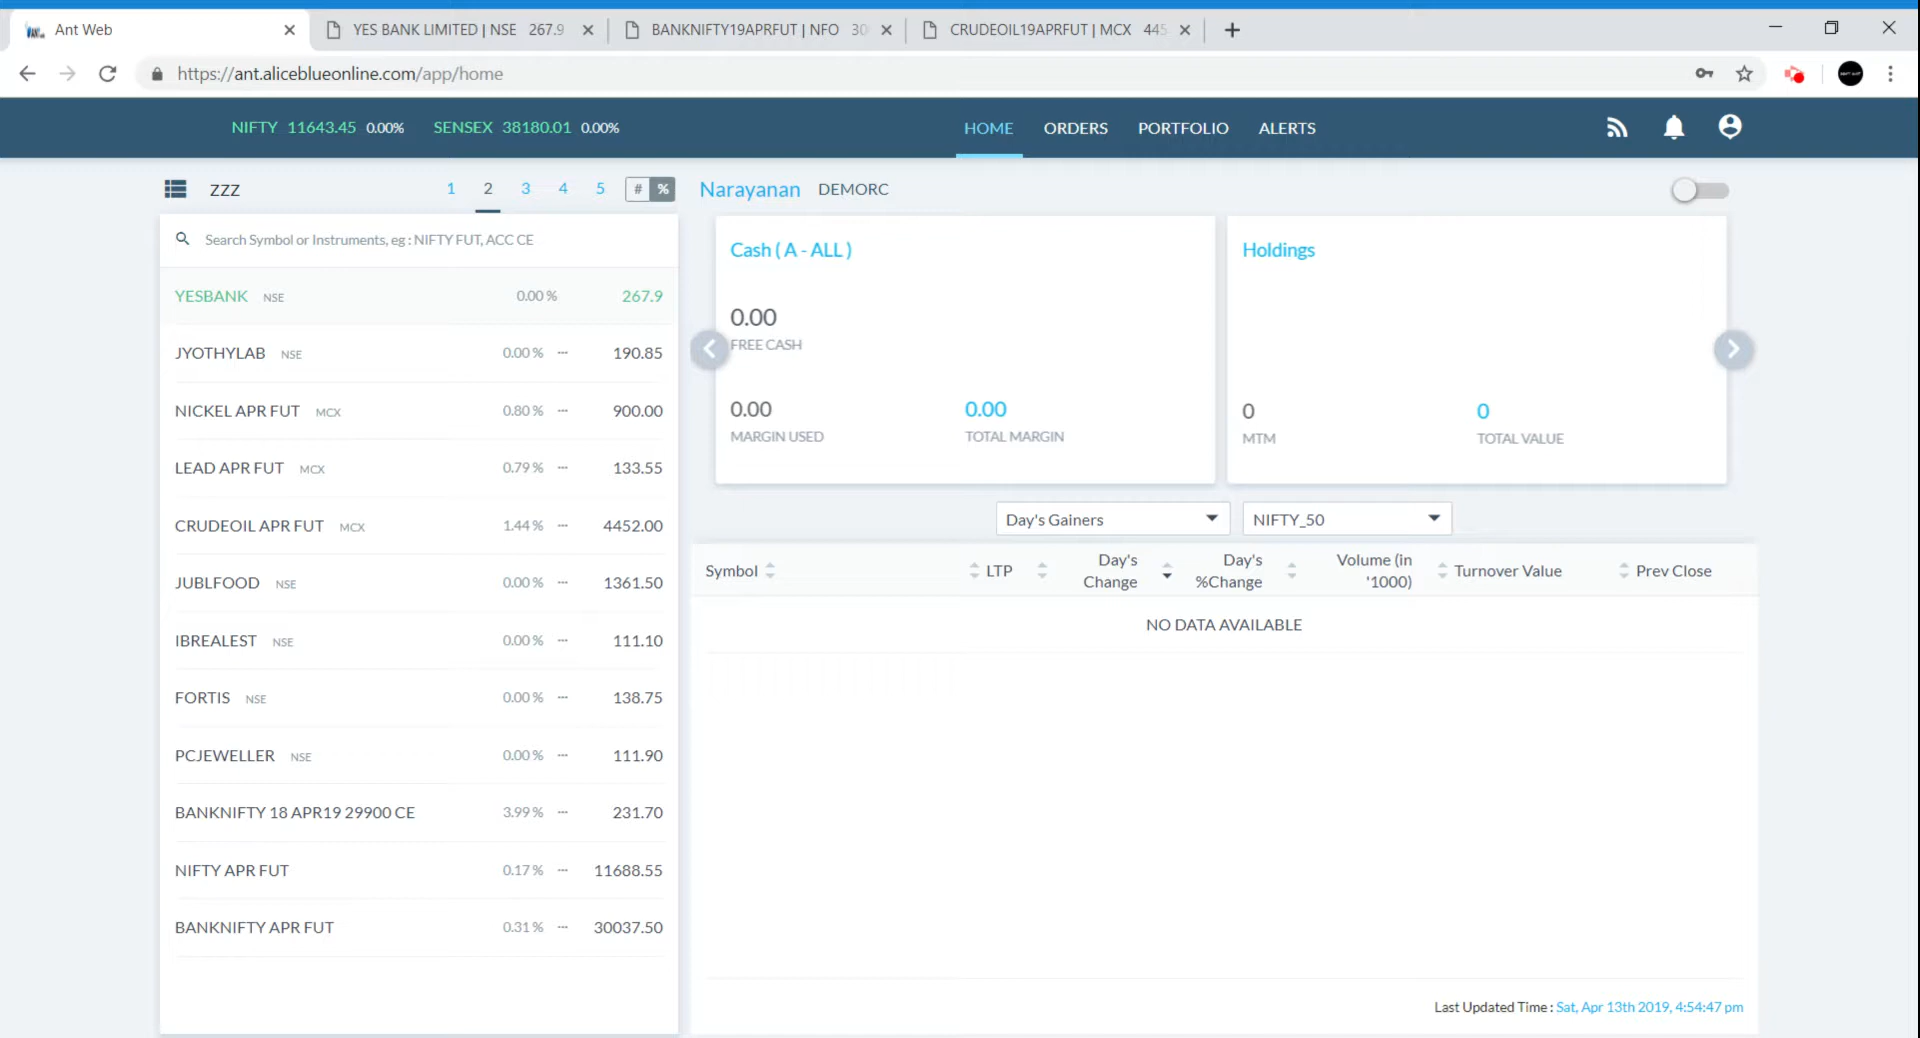 Ant Web
YES BANK LIMITED | NSE 267.9
BANKNIFTY19APRFUT | NFO
CRUDEOIL19APRFUT | MCX 445
https://ant.aliceblueonline.com/app/home
NIFTY 11643.45 0.00% SENSEX 38180.01 0.00%
HOME ORDERS PORTFOLIO ALERTS
ZZZ 1 2 3 4 5 # %
Search Symbol or Instruments, eg : NIFTY FUT, ACC CE
YESBANK NSE 0.00 % 267.9
JYOTHYLAB NSE 0.00 % 190.85
NICKEL APR FUT MCX 0.80 % 900.00
LEAD APR FUT MCX 0.79 % 133.55
CRUDEOIL APR FUT MCX 1.44 % 4452.00
JUBLFOOD NSE 0.00 % 1361.50
IBREALEST NSE 0.00 % 111.10
FORTIS NSE 0.00 % 138.75
PCJEWELLER NSE 0.00 % 111.90
BANKNIFTY 18 APR19 29900 CE 3.99 % 231.70
NIFTY APR FUT 0.17 % 11688.55
BANKNIFTY APR FUT 0.31 % 30037.50
Narayanan DEMORC
Cash ( A - ALL )
0.00
FREE CASH
0.00 0.00
MARGIN USED TOTAL MARGIN
Holdings
0 0
MTM TOTAL VALUE
Day's Gainers NIFTY_50
Symbol LTP Day's Change Day's %Change Volume (in '1000) Turnover Value Prev Close
NO DATA AVAILABLE
Last Updated Time : Sat, Apr 13th 2019, 4:54:47 pm